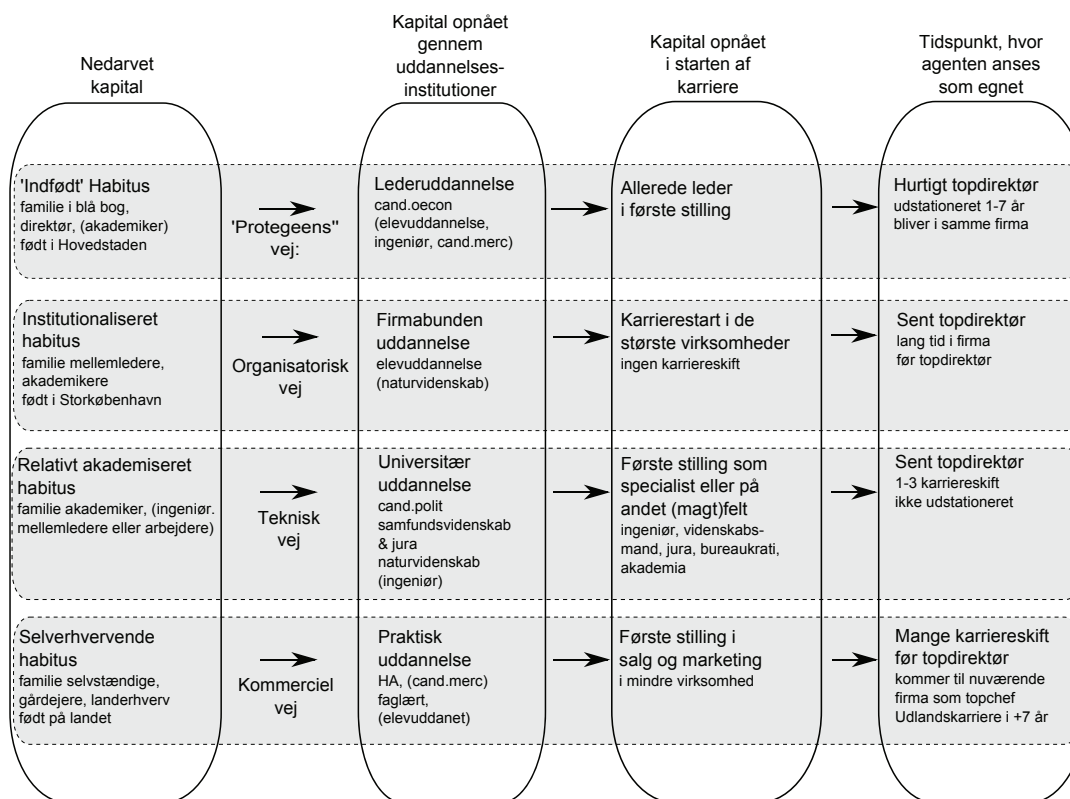 Nedarvet
kapital
Kapital opnået
gennem
uddannelses-
institutioner
Kapital opnået
i starten af
karriere
Tidspunkt, hvor
agenten anses
som egnet
'Indfødt' Habitus
familie i blå bog,
direktør, (akademiker)
født i Hovedstaden
'Protegeens"
vej:
Lederuddannelse
cand.oecon
(elevuddannelse,
ingeniør, cand.merc)
Allerede leder
i første stilling
Hurtigt topdirektør
udstationeret 1-7 år
bliver i samme firma
Institutionaliseret
habitus
familie mellemledere,
akademikere
født i Storkøbenhavn
Organisatorisk
vej
Firmabunden
uddannelse
elevuddannelse
(naturvidenskab)
Karrierestart i de
største virksomheder
ingen karriereskift
Sent topdirektør
lang tid i firma
før topdirektør
Relativt akademiseret
habitus
familie akademiker, (ingeniør.
mellemledere eller arbejdere)
Teknisk
vej
Universitær
uddannelse
cand.polit
samfundsvidenskab
& jura
naturvidenskab
(ingeniør)
Første stilling som
specialist eller på
andet (magt)felt
ingeniør, videnskabs-
mand, jura, bureaukrati,
akademia
Sent topdirektør
1-3 karriereskift
ikke udstationeret
Selverhvervende
habitus
familie selvstændige,
gårdejere, landerhverv
født på landet
Kommerciel
vej
Praktisk
uddannelse
HA, (cand.merc)
faglært,
(elevuddanet)
Første stilling i
salg og marketing
i mindre virksomhed
Mange karriereskift
før topdirektør
kommer til nuværende
firma som topchef
Udlandskarriere i +7 år